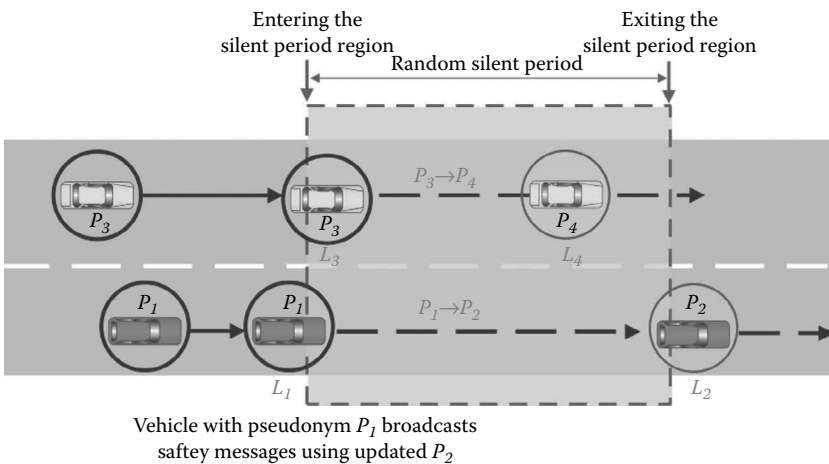 Entering the
silent period region
Exiting the
silent period region
Random silent period
P₃→P₄
P₃
P₃
P₄
L₃
L₄
P₁
P₁
P₁→P₂
P₂
L₁
L₂
Vehicle with pseudonym P₁ broadcasts
saftey messages using updated P₂